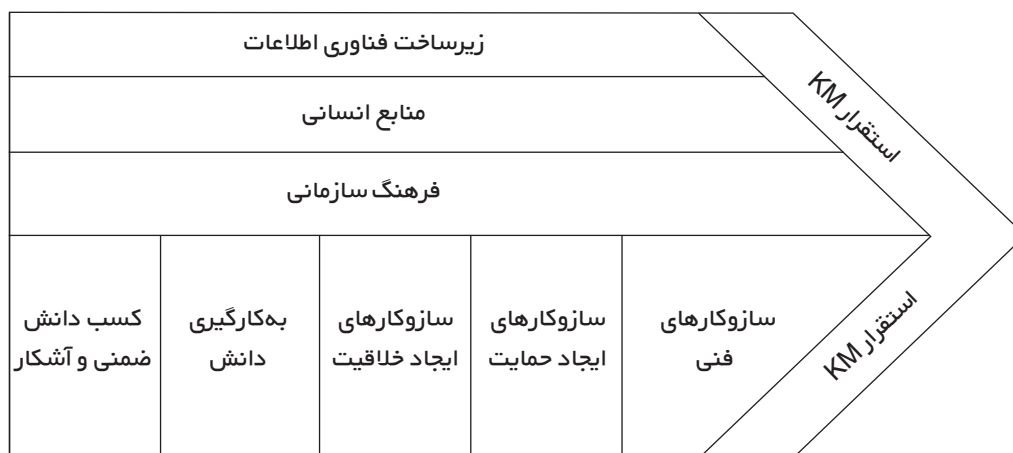 زیرساخت فناوری اطلاعات
استقرار KM
منابع انسانی
فرهنگ سازمانی
کسب دانش
ضمنی و آشکار
به‌کارگیری
دانش
سازوکارهای
ایجاد خلاقیت
سازوکارهای
ایجاد حمایت
سازوکارهای
فنی
استقرار KM